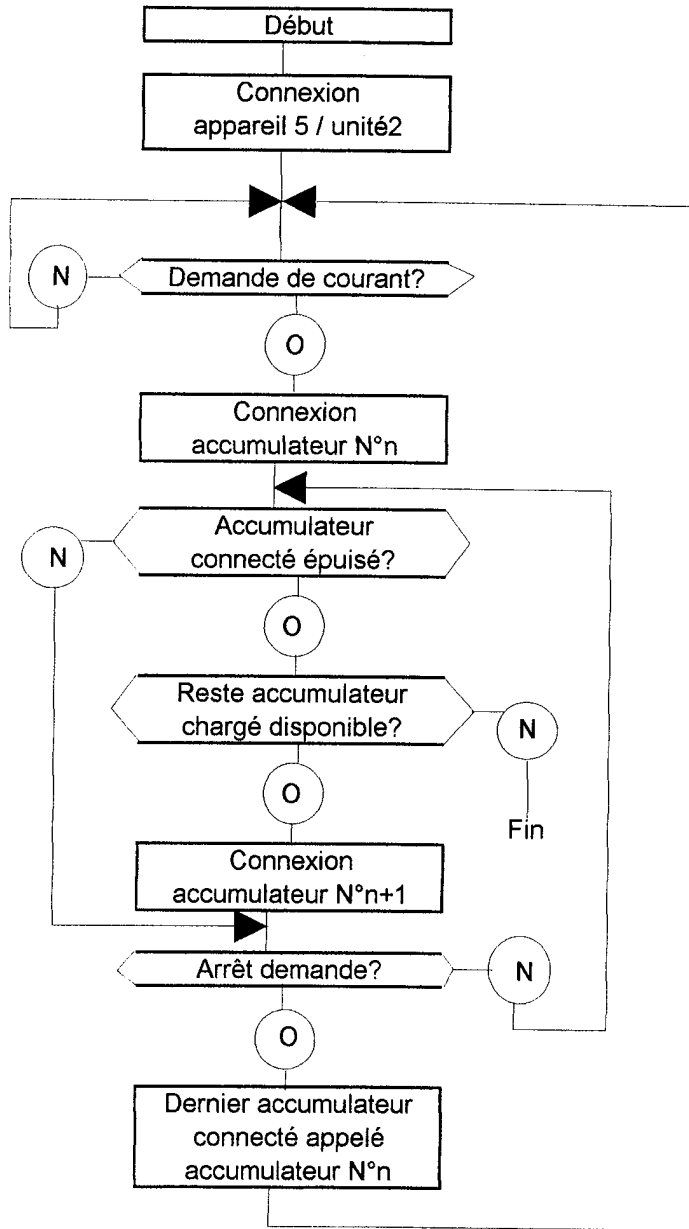 Début
Connexion
appareil 5 / unité2
N
Demande de courant?
O
Connexion
accumulateur N°n
N
Accumulateur
connecté épuisé?
O
Reste accumulateur
chargé disponible?
N
O
Fin
Connexion
accumulateur N°n+1
Arrêt demande?
N
O
Dernier accumulateur
connecté appelé
accumulateur N°n